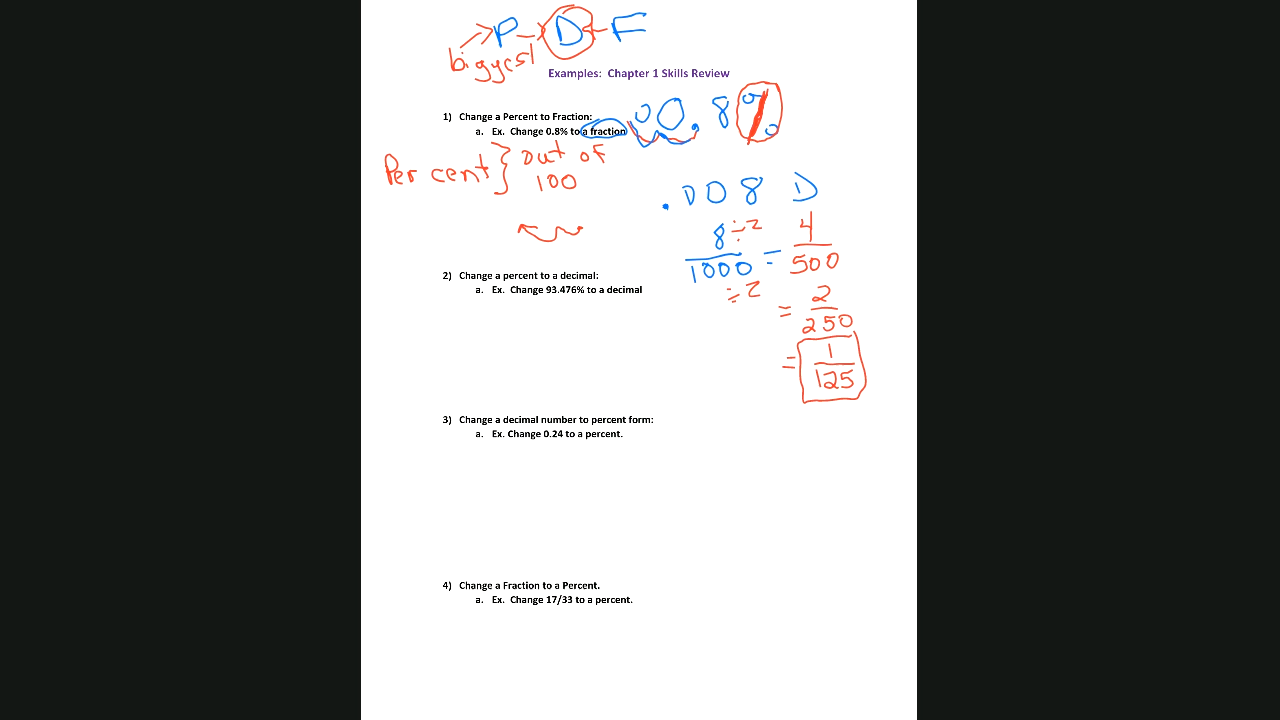 P - D - F
biggest
Examples: Chapter 1 Skills Review
1) Change a Percent to Fraction:
a. Ex. Change 0.8% to a fraction
00.8%
Per cent } out of
100
.008 D
8/1000 ÷2 ÷2 = 4/500
= 2/250
= 1/125
2) Change a percent to a decimal:
a. Ex. Change 93.476% to a decimal
3) Change a decimal number to percent form:
a. Ex. Change 0.24 to a percent.
4) Change a Fraction to a Percent.
a. Ex. Change 17/33 to a percent.